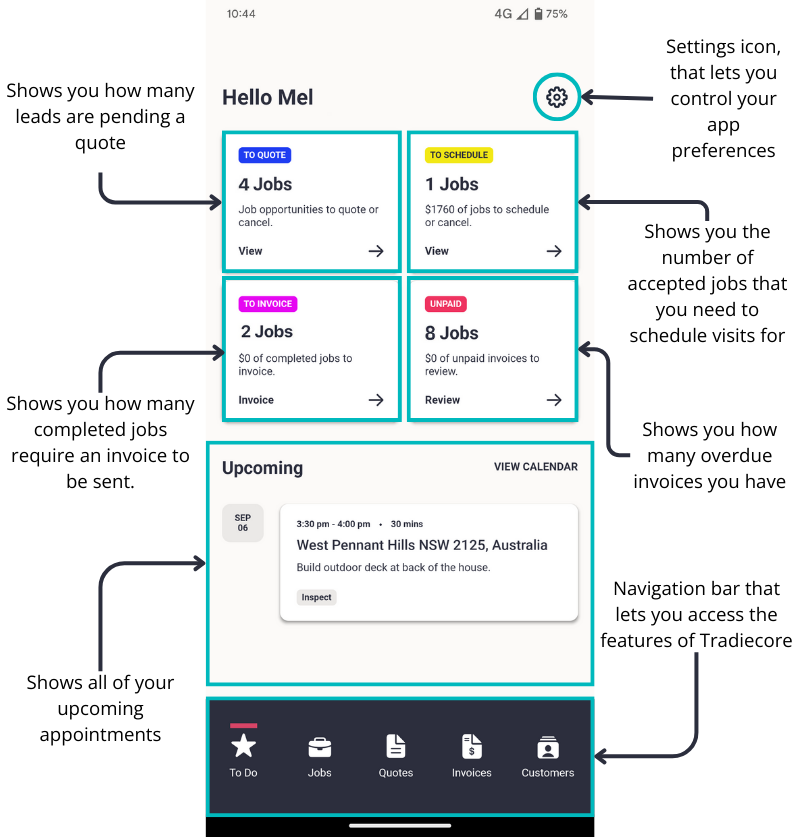 10:44
4G 75%
Settings icon,
that lets you
control your
app
preferences
Shows you how many
leads are pending a
quote
Hello Mel
TO QUOTE
4 Jobs
Job opportunities to quote or
cancel.
View
TO SCHEDULE
1 Jobs
$1760 of jobs to schedule
or cancel.
View
Shows you the
number of
accepted jobs that
you need to
schedule visits for
TO INVOICE
2 Jobs
$0 of completed jobs to
invoice.
Invoice
UNPAID
8 Jobs
$0 of unpaid invoices to
review.
Review
Shows you how many
completed jobs
require an invoice to
be sent.
Shows you how
many overdue
invoices you have
Upcoming
VIEW CALENDAR
SEP
06
3:30 pm - 4:00 pm • 30 mins
West Pennant Hills NSW 2125, Australia
Build outdoor deck at back of the house.
Inspect
Navigation bar that
lets you access the
features of Tradiecore
Shows all of your
upcoming
appointments
To Do
Jobs
Quotes
Invoices
Customers